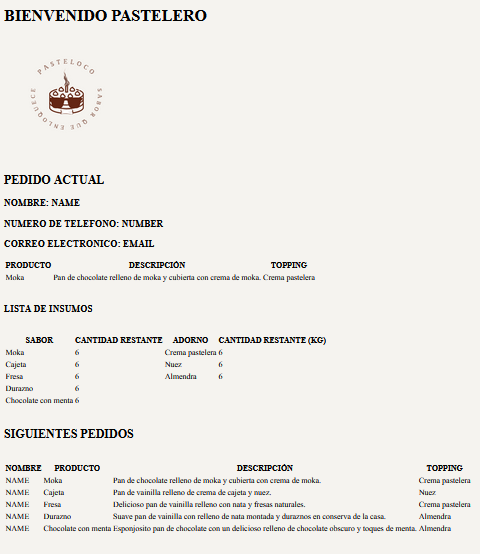 BIENVENIDO PASTELERO
PASTELOCO
SABOR QUE ENLOQUECE
PEDIDO ACTUAL
NOMBRE: NAME
NUMERO DE TELEFONO: NUMBER
CORREO ELECTRONICO: EMAIL
PRODUCTO DESCRIPCIÓN TOPPING
Moka Pan de chocolate relleno de moka y cubierta con crema de moka. Crema pastelera
LISTA DE INSUMOS
SABOR CANTIDAD RESTANTE ADORNO CANTIDAD RESTANTE (KG)
Moka 6 Crema pastelera 6
Cajeta 6 Nuez 6
Fresa 6 Almendra 6
Durazno 6
Chocolate con menta 6
SIGUIENTES PEDIDOS
NOMBRE PRODUCTO DESCRIPCIÓN TOPPING
NAME Moka Pan de chocolate relleno de moka y cubierta con crema de moka. Crema pastelera
NAME Cajeta Pan de vainilla relleno de crema de cajeta y nuez. Nuez
NAME Fresa Delicioso pan de vainilla relleno con nata y fresas naturales. Crema pastelera
NAME Durazno Suave pan de vainilla con relleno de nata montada y duraznos en conserva de la casa. Almendra
NAME Chocolate con menta Esponjosito pan de chocolate con un delicioso relleno de chocolate obscuro y toques de menta. Almendra